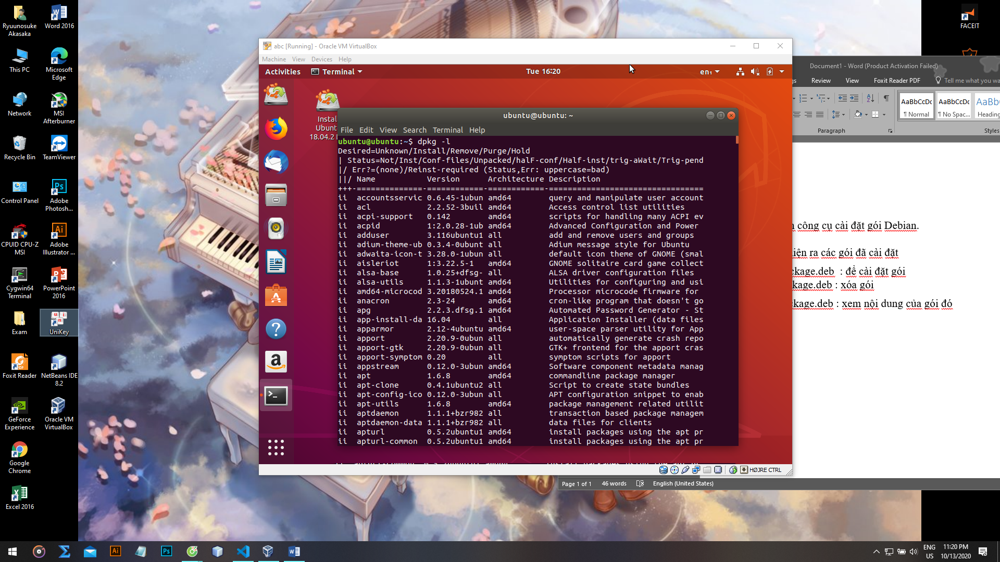 Ryuunosuke
Akasaka
Word 2016
This PC
Microsoft
Edge
Network
MSI
Afterburner
Recycle Bin
TeamViewer
Control Panel
Adobe
Photosh...
CPUID CPU-Z
MSI
Adobe
Illustrator ...
Cygwin64
Terminal
PowerPoint
2016
Exam
UniKey
Foxit Reader
NetBeans IDE
8.2
GeForce
Experience
Oracle VM
VirtualBox
Google
Chrome
Excel 2016
FACEIT
abc [Running] - Oracle VM VirtualBox
Machine View Devices Help
Activities Terminal Tue 16:20 en₁
Instal
Ubunt
18.04.2
ubuntu@ubuntu: ~
File Edit View Search Terminal Help
ubuntu@ubuntu:~$ dpkg -l
Desired=Unknown/Install/Remove/Purge/Hold
| Status=Not/Inst/Conf-files/Unpacked/halF-conf/Half-inst/trig-aWait/Trig-pend
|/ Err?=(none)/Reinst-required (Status,Err: uppercase=bad)
||/ Name Version Architecture Description
+++-==============-============-============-=================================
ii accountsservic 0.6.45-1ubun amd64 query and manipulate user account
ii acl 2.2.52-3buil amd64 Access control list utilities
ii acpi-support 0.142 amd64 scripts for handling many ACPI ev
ii acpid 1:2.0.28-1ub amd64 Advanced Configuration and Power
ii adduser 3.116ubuntu1 all add and remove users and groups
ii adium-theme-ub 0.3.4-0ubunt all Adium message style for Ubuntu
ii adwaita-icon-t 3.28.0-1ubun all default icon theme of GNOME (smal
ii aisleriot 1:3.22.5-1 amd64 GNOME solitaire card game collect
ii alsa-base 1.0.25+dfsg- all ALSA driver configuration files
ii alsa-utils 1.1.3-1ubunt amd64 Utilities for configuring and usi
ii amd64-microcod 3.20180524.1 amd64 Processor microcode firmware for
ii anacron 2.3-24 amd64 cron-like program that doesn't go
ii apg 2.2.3.dfsg.1 amd64 Automated Password Generator - St
ii app-install-da 16.04 all Application Installer (data files
ii apparmor 2.12-4ubuntu amd64 user-space parser utility for App
ii apport 2.20.9-0ubun all automatically generate crash repo
ii apport-gtk 2.20.9-0ubun all GTK+ frontend for the apport cras
ii apport-symptom 0.20 all symptom scripts for apport
ii appstream 0.12.0-3ubun amd64 Software component metadata manag
ii apt 1.6.8 amd64 commandline package manager
ii apt-clone 0.4.1ubuntu2 all Script to create state bundles
ii apt-config-ico 0.12.0-3ubun all APT configuration snippet to enab
ii apt-utils 1.6.8 amd64 package management related utilit
ii aptdaemon 1.1.1+bzr982 all transaction based package managem
ii aptdaemon-data 1.1.1+bzr982 all data files for clients
ii apturl 0.5.2ubuntu1 amd64 install packages using the apt pr
ii apturl-common 0.5.2ubuntu1 amd64 install packages using the apt pr
HØJRE CTRL
Document1 - Word (Product Activation Failed)
gs Review View Foxit Reader PDF Tell me what you wa
AaBbCcDc AaBbCcDc AaBbC
¶ Normal ¶ No Spac... Heading
Paragraph Styles
công cụ cài đặt gói Debian.
iện ra các gói đã cài đặt
ckage.deb : để cài đặt gói
kage.deb : xóa gói
ckage.deb : xem nội dung của gói đó
Page 1 of 1 46 words English (United States)
ENG
US
11:20 PM
10/13/2020